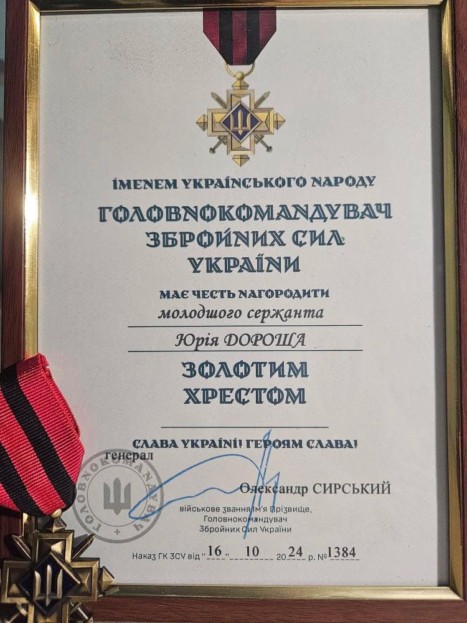 ІМЕНЕМ УКРАЇНСЬКОГО НАРОДУ
ГОЛОВНОКОМАНДУВАЧ
ЗБРОЙНИХ СИЛ
УКРАЇНИ
МАЄ ЧЕСТЬ НАГОРОДИТИ
молодшого сержанта
Юрія ДОРОША
ЗОЛОТИМ
ХРЕСТОМ
СЛАВА УКРАЇНІ! ГЕРОЯМ СЛАВА!
генерал
Олександр СИРСЬКИЙ
військове звання Ім'я Прізвище,
Головнокомандувач
Збройних Сил України
ГОЛОВНОКОМАНДУВАЧ
Наказ ГК ЗСУ від "16" 10 2024 р. №1384